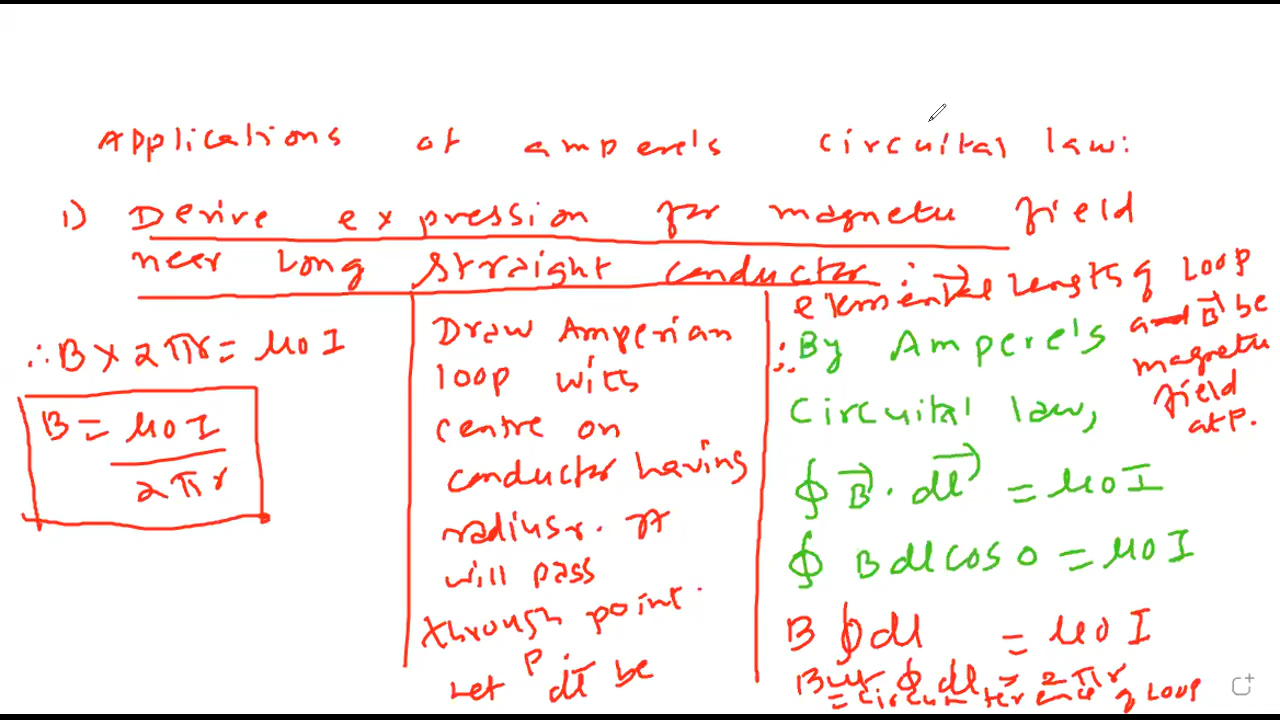 Applications of ampere's circuital law:
1) Derive expression for magnetic field
near long straight conductor :
∴ B × 2πr = μ0 I
B = μ0 I / 2πr
Draw Amperian
loop with
centre on
conductor having
radius r. It
will pass
through point
P. Let dl be
elemental length of loop
and B be
magnetic
field
at P.
∴ By Ampere's
circuital law,
∮ B⃗ · dl⃗ = μ0 I
∮ B dl cos 0 = μ0 I
B ∮ dl = μ0 I
But ∮ dl = 2πr
= circumference of loop